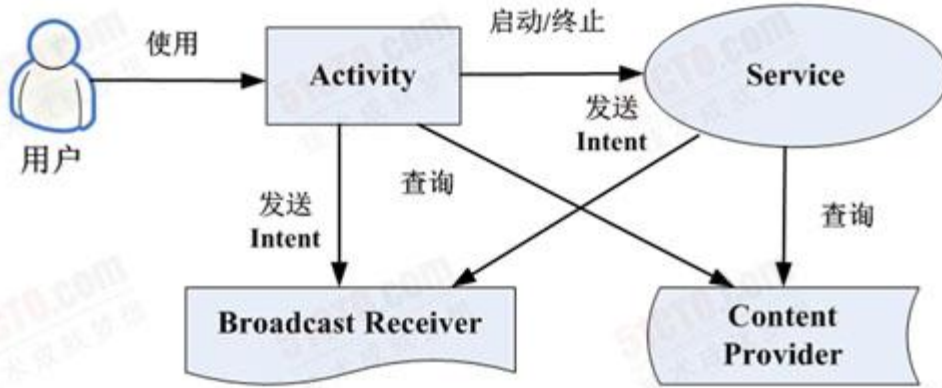 使用
启动/终止
Activity
Service
用户
发送
Intent
查询
发送
Intent
查询
Broadcast Receiver
Content
Provider